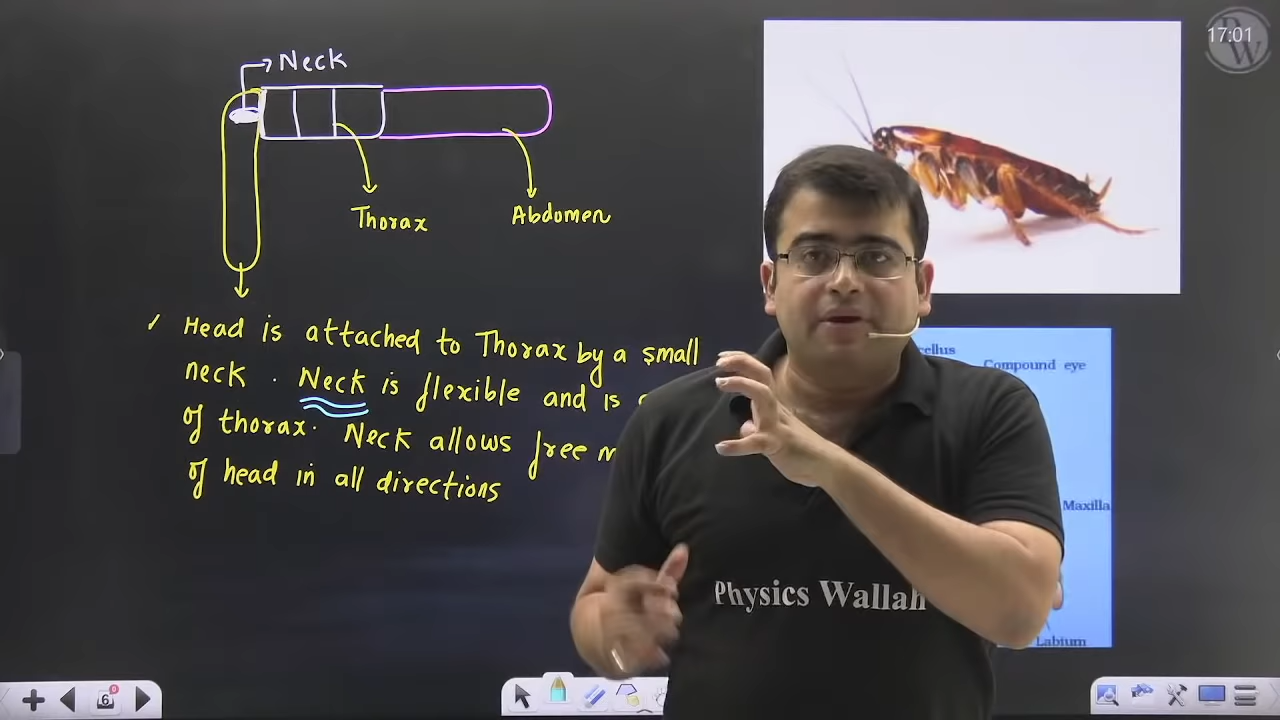 Neck
17:01
Thorax
Abdomen
✓ Head is attached to Thorax by a small
neck. Neck is flexible and is
of thorax. Neck allows free
of head in all directions
Compound eye
Maxilla
Labium
Physics Wallah
6